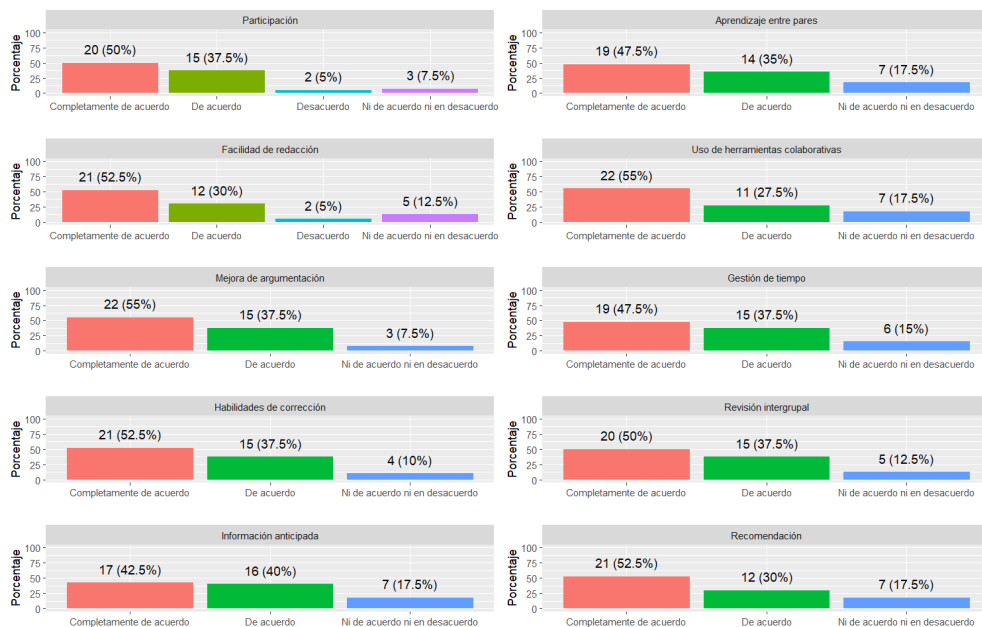 Participación
20 (50%)
15 (37.5%)
2 (5%)
3 (7.5%)
Porcentaje
100
75
50
25
0
Completamente de acuerdo
De acuerdo
Desacuerdo
Ni de acuerdo ni en desacuerdo
Aprendizaje entre pares
19 (47.5%)
14 (35%)
7 (17.5%)
Porcentaje
100
75
50
25
0
Completamente de acuerdo
De acuerdo
Ni de acuerdo ni en desacuerdo
Facilidad de redacción
21 (52.5%)
12 (30%)
2 (5%)
5 (12.5%)
Porcentaje
100
75
50
25
0
Completamente de acuerdo
De acuerdo
Desacuerdo
Ni de acuerdo ni en desacuerdo
Uso de herramientas colaborativas
22 (55%)
11 (27.5%)
7 (17.5%)
Porcentaje
100
75
50
25
0
Completamente de acuerdo
De acuerdo
Ni de acuerdo ni en desacuerdo
Mejora de argumentación
22 (55%)
15 (37.5%)
3 (7.5%)
Porcentaje
100
75
50
25
0
Completamente de acuerdo
De acuerdo
Ni de acuerdo ni en desacuerdo
Gestión de tiempo
19 (47.5%)
15 (37.5%)
6 (15%)
Porcentaje
100
75
50
25
0
Completamente de acuerdo
De acuerdo
Ni de acuerdo ni en desacuerdo
Habilidades de corrección
21 (52.5%)
15 (37.5%)
4 (10%)
Porcentaje
100
75
50
25
0
Completamente de acuerdo
De acuerdo
Ni de acuerdo ni en desacuerdo
Revisión intergrupal
20 (50%)
15 (37.5%)
5 (12.5%)
Porcentaje
100
75
50
25
0
Completamente de acuerdo
De acuerdo
Ni de acuerdo ni en desacuerdo
Información anticipada
17 (42.5%)
16 (40%)
7 (17.5%)
Porcentaje
100
75
50
25
0
Completamente de acuerdo
De acuerdo
Ni de acuerdo ni en desacuerdo
Recomendación
21 (52.5%)
12 (30%)
7 (17.5%)
Porcentaje
100
75
50
25
0
Completamente de acuerdo
De acuerdo
Ni de acuerdo ni en desacuerdo